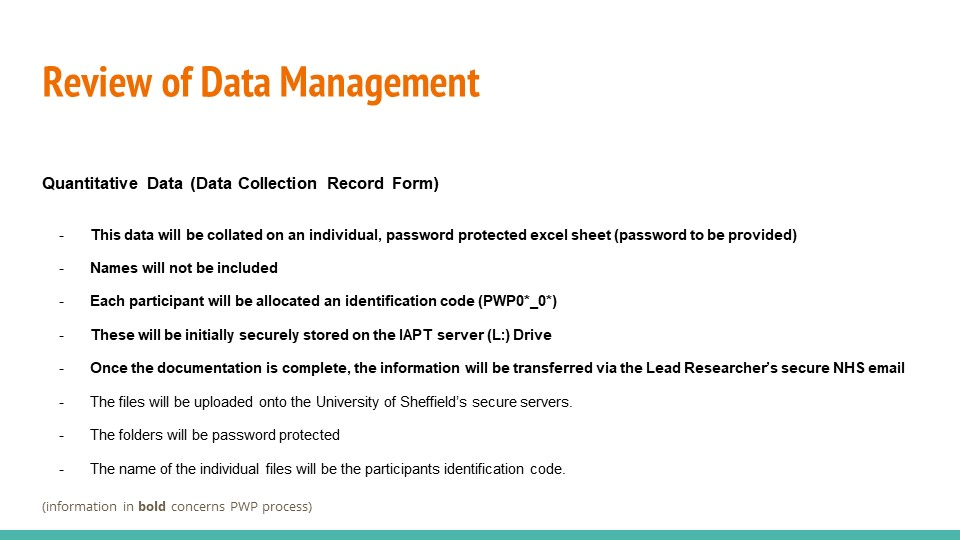 Review of Data Management
Quantitative Data (Data Collection Record Form)
- This data will be collated on an individual, password protected excel sheet (password to be provided)
- Names will not be included
- Each participant will be allocated an identification code (PWP0*_0*)
- These will be initially securely stored on the IAPT server (L:) Drive
- Once the documentation is complete, the information will be transferred via the Lead Researcher's secure NHS email
- The files will be uploaded onto the University of Sheffield's secure servers.
- The folders will be password protected
- The name of the individual files will be the participants identification code.
(information in bold concerns PWP process)